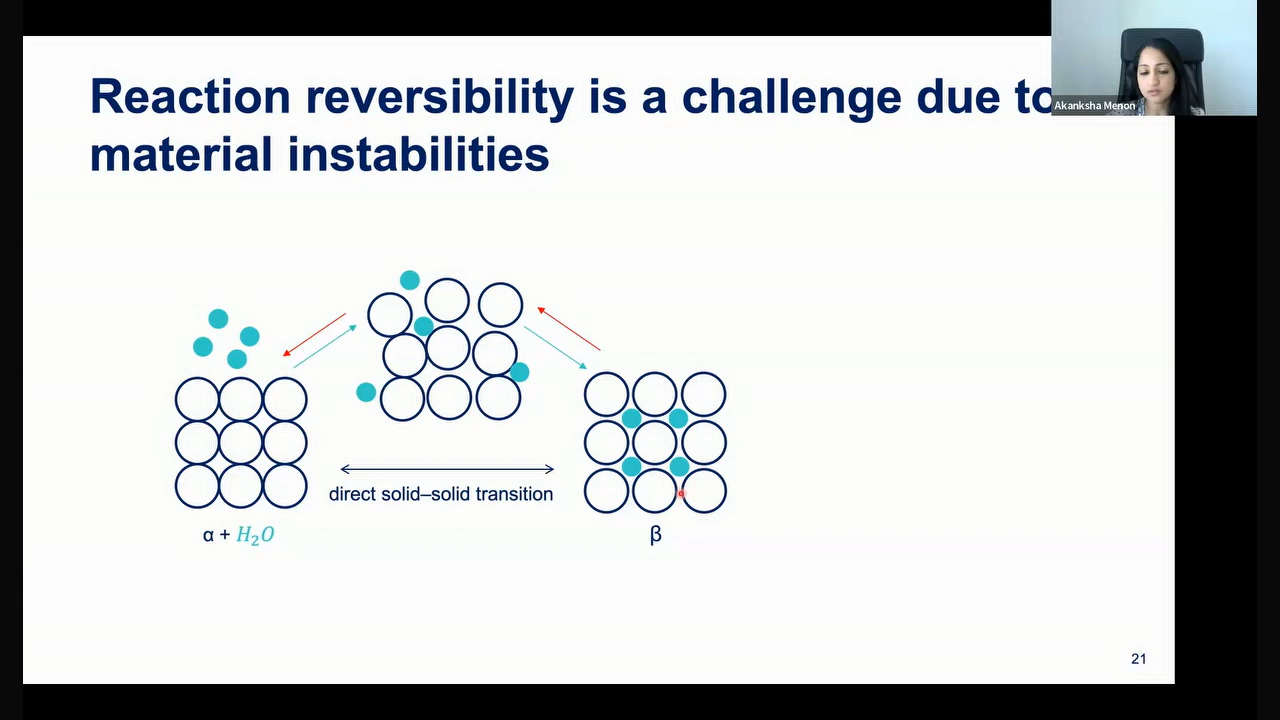 Reaction reversibility is a challenge due to
material instabilities
Akanksha Menon
direct solid–solid transition
α + H₂O
β
21